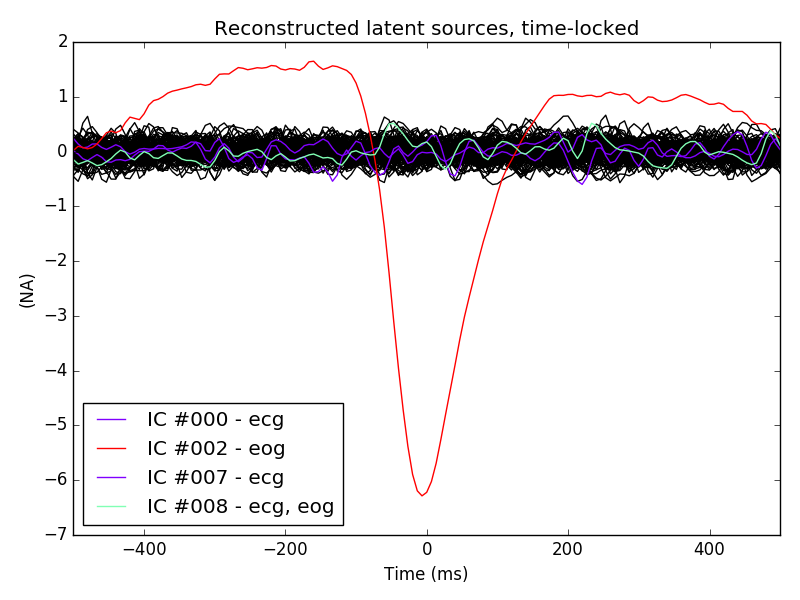 Reconstructed latent sources, time-locked
2
1
0
−1
−2
−3
−4
−5
−6
−7
(NA)
IC #000 - ecg
IC #002 - eog
IC #007 - ecg
IC #008 - ecg, eog
−400 −200 0 200 400
Time (ms)